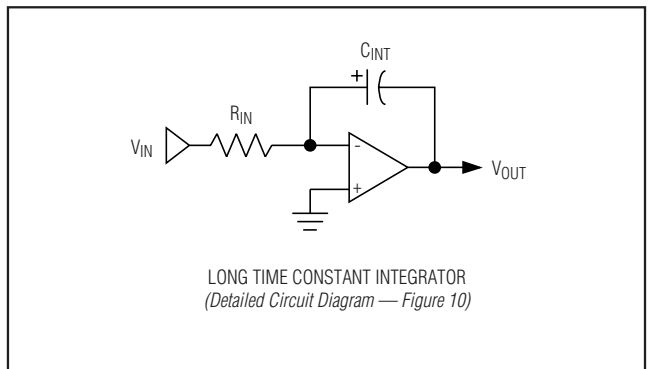 CINT
+
RIN
VIN
-
+
VOUT
LONG TIME CONSTANT INTEGRATOR
(Detailed Circuit Diagram — Figure 10)